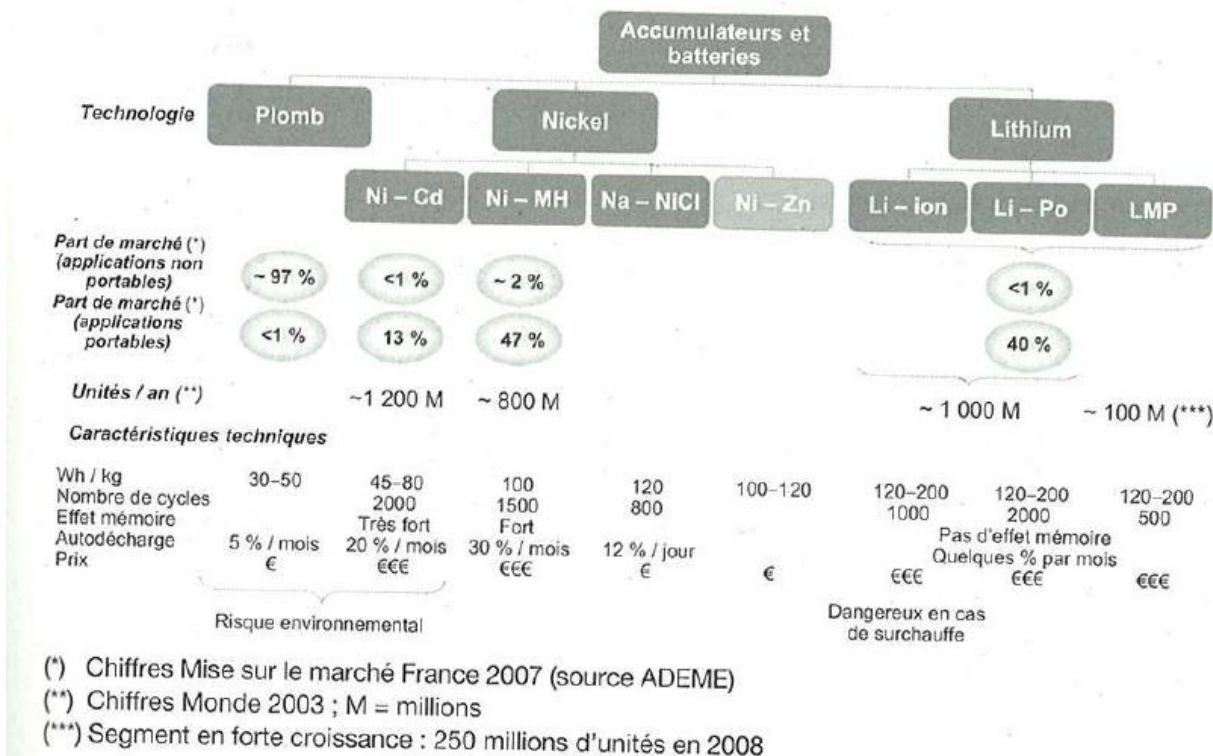 Accumulateurs et
batteries
Technologie Plomb Nickel Lithium
Ni – Cd Ni – MH Na – NiCl Ni – Zn Li – ion Li – Po LMP
Part de marché (*)
(applications non
portables) ~ 97 % <1 % ~ 2 % <1 %
Part de marché (*)
(applications
portables) <1 % 13 % 47 % 40 %
Unités / an (**) ~1 200 M ~ 800 M ~ 1 000 M ~ 100 M (***)
Caractéristiques techniques
Wh / kg 30–50 45–80 100 120 100–120 120–200 120–200 120–200
Nombre de cycles 2000 1500 800 1000 2000 500
Effet mémoire Très fort Fort Pas d'effet mémoire
Autodécharge 5 % / mois 20 % / mois 30 % / mois 12 % / jour Quelques % par mois
Prix € €€€ €€€ € € €€€ €€€ €€€
Risque environnemental
Dangereux en cas
de surchauffe
(*) Chiffres Mise sur le marché France 2007 (source ADEME)
(**) Chiffres Monde 2003 ; M = millions
(***) Segment en forte croissance : 250 millions d'unités en 2008